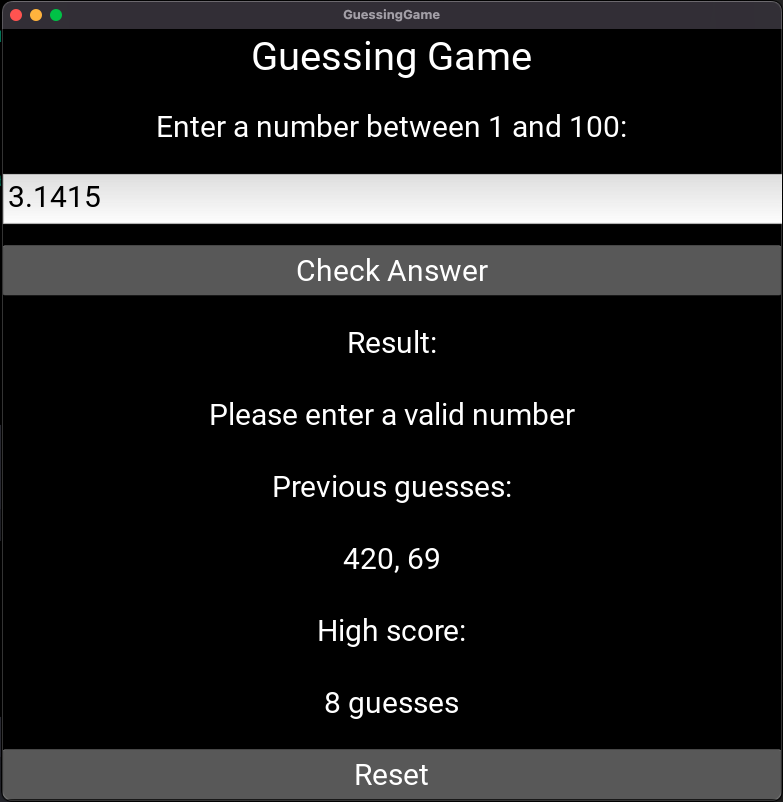 GuessingGame
Guessing Game
Enter a number between 1 and 100:
3.1415
Check Answer
Result:
Please enter a valid number
Previous guesses:
420, 69
High score:
8 guesses
Reset